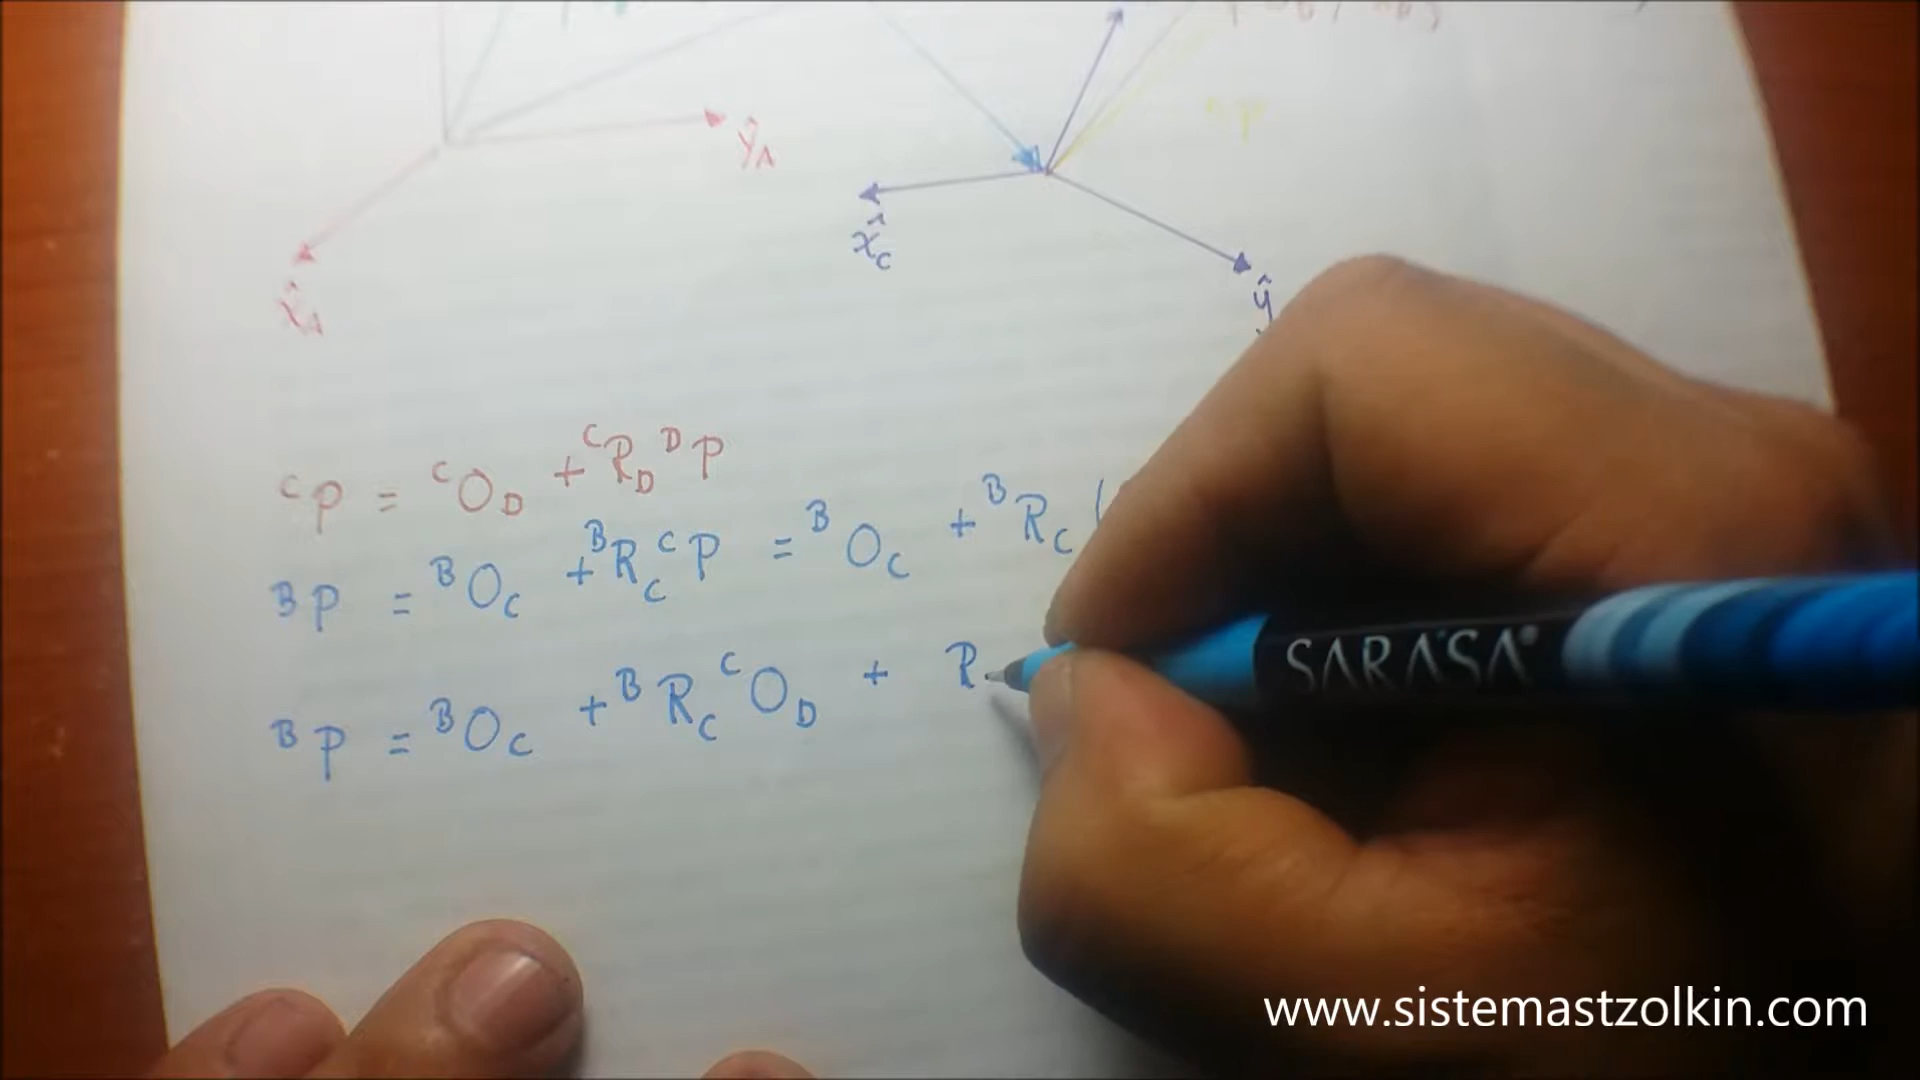 ŷ_A
x̂_C
x̂_A
ŷ
^C P = ^C O_D + ^C R_D ^D P
^B P = ^B O_C + ^B R_C ^C P = ^B O_C + ^B R_C (
^B P = ^B O_C + ^B R_C ^C O_D + R
SARASA®
www.sistemastzolkin.com